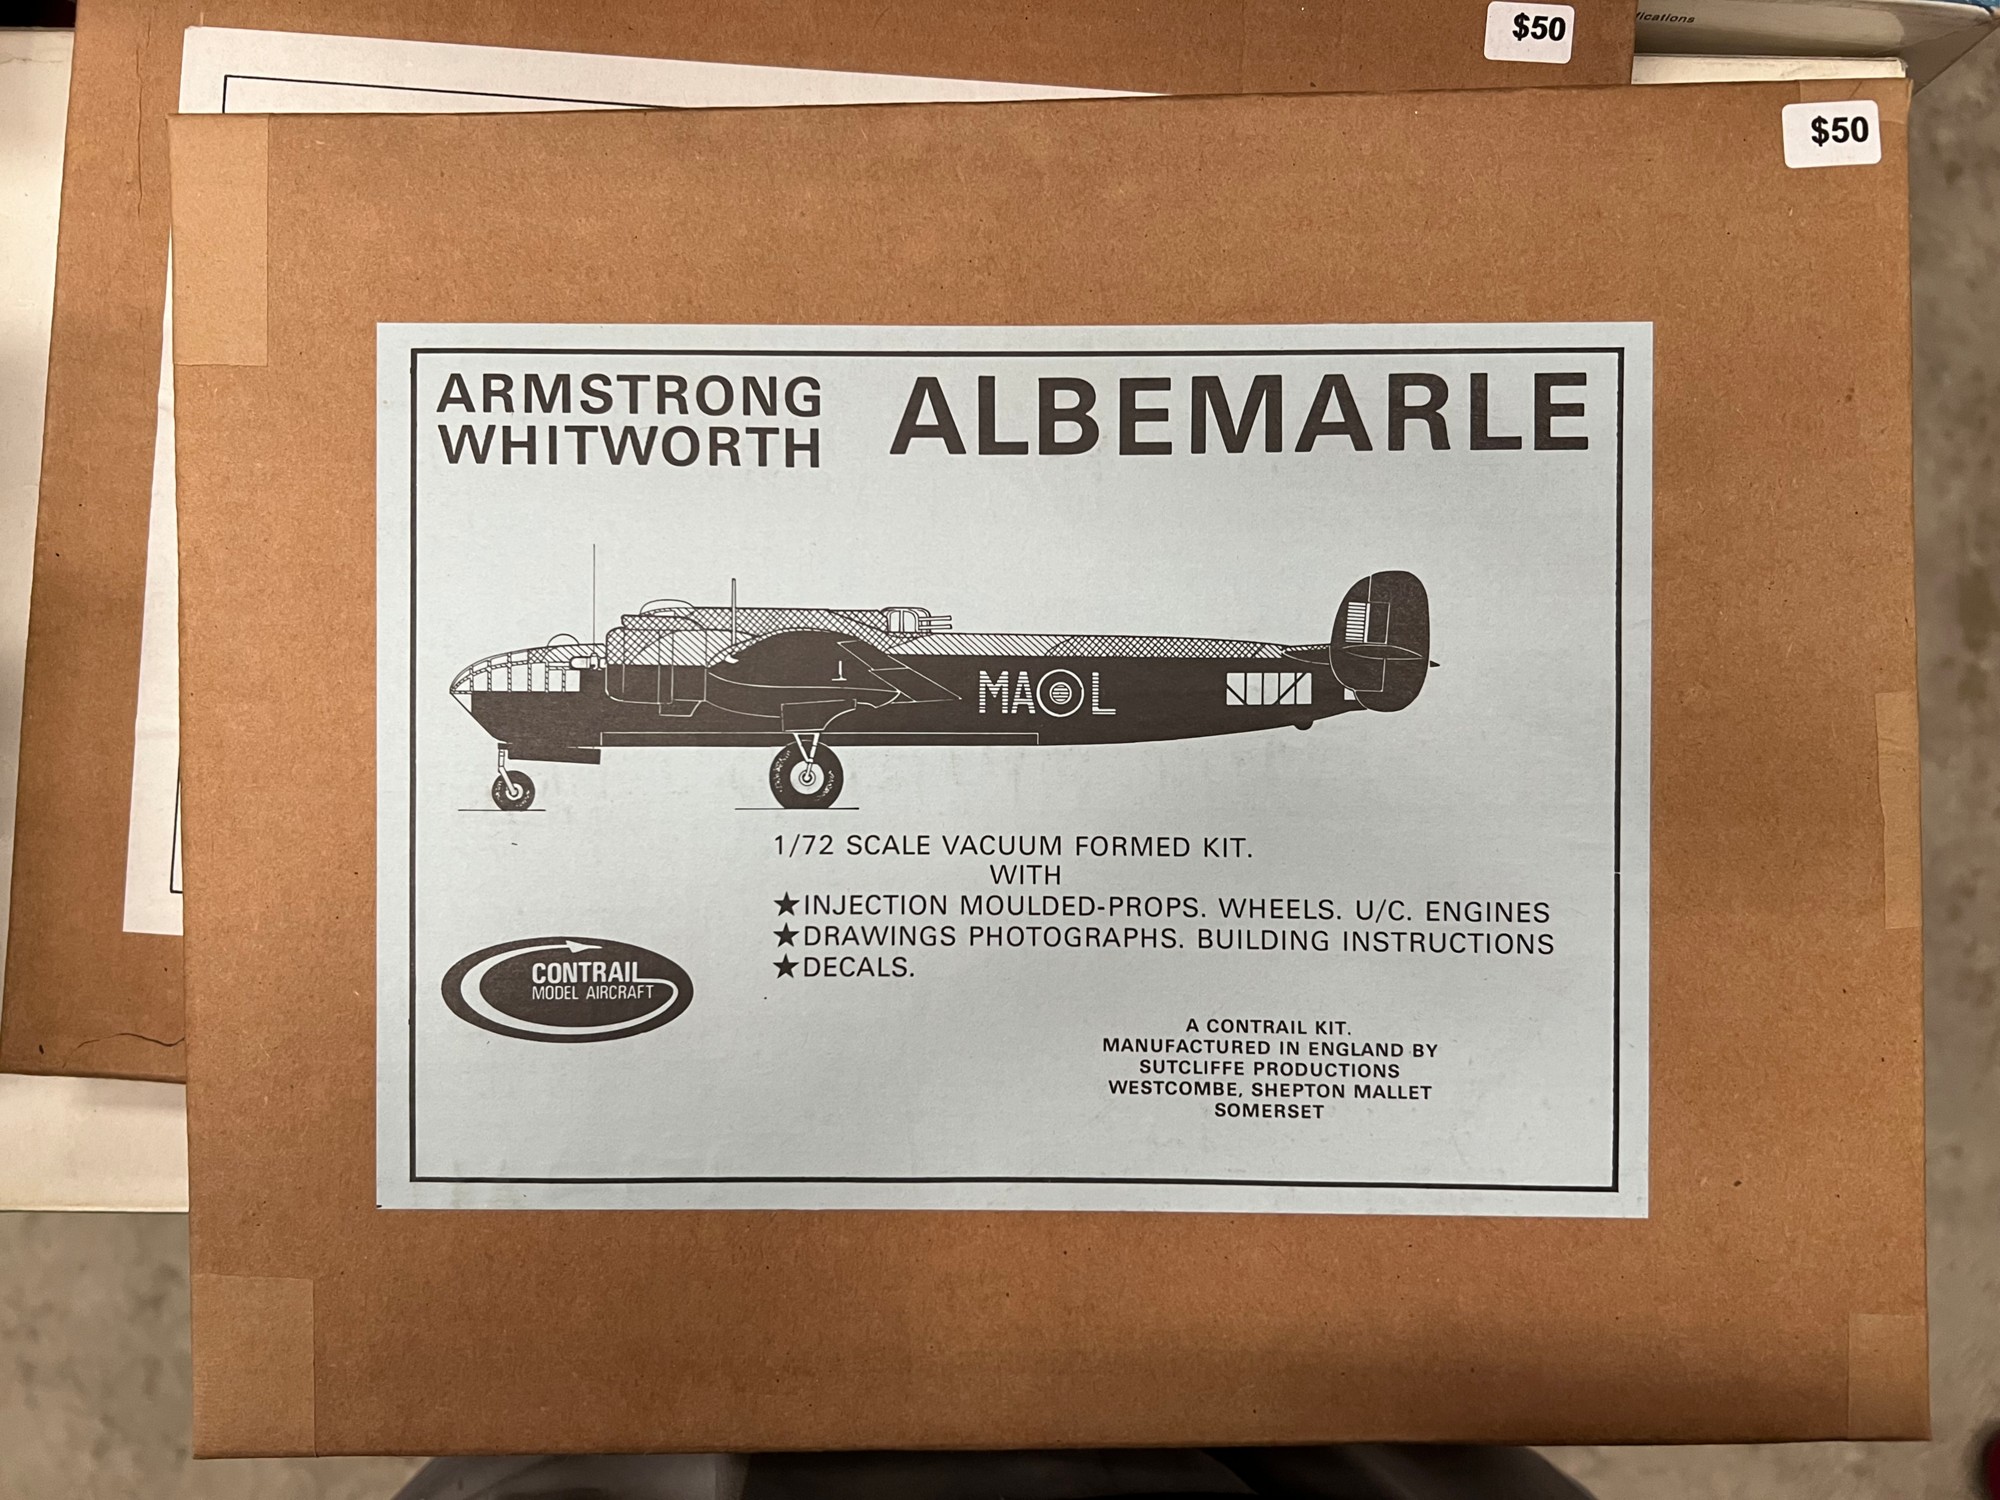 $50
fications
$50
ARMSTRONG
WHITWORTH
ALBEMARLE
MA L
1/72 SCALE VACUUM FORMED KIT.
WITH
★INJECTION MOULDED-PROPS. WHEELS. U/C. ENGINES
★DRAWINGS PHOTOGRAPHS. BUILDING INSTRUCTIONS
★DECALS.
CONTRAIL
MODEL AIRCRAFT
A CONTRAIL KIT.
MANUFACTURED IN ENGLAND BY
SUTCLIFFE PRODUCTIONS
WESTCOMBE, SHEPTON MALLET
SOMERSET